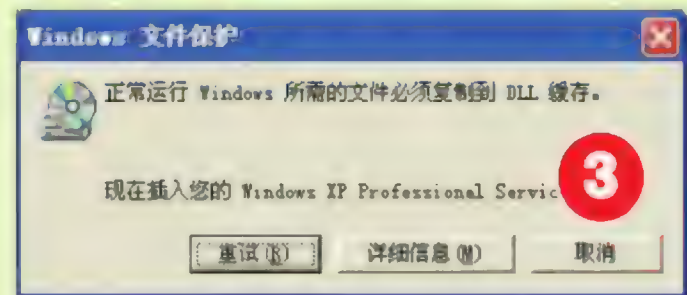 Windows 文件保护
正常运行 Windows 所需的文件必须复制到 DLL 缓存。
现在插入您的 Windows XP Professional Servic
3
重试(R)
详细信息(M)
取消